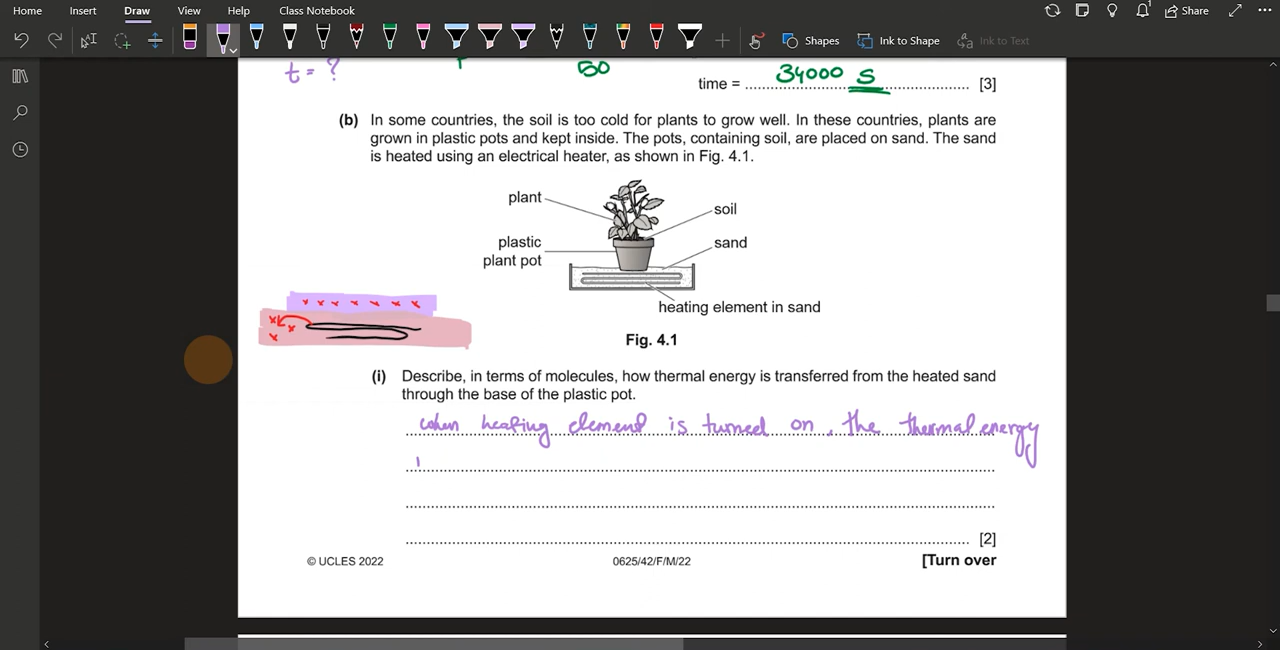 Home Insert Draw View Help Class Notebook Share
Shapes Ink to Shape Ink to Text
t = ? 50
time = 34000 s [3]
(b) In some countries, the soil is too cold for plants to grow well. In these countries, plants are
grown in plastic pots and kept inside. The pots, containing soil, are placed on sand. The sand
is heated using an electrical heater, as shown in Fig. 4.1.
plant
soil
plastic
plant pot
sand
heating element in sand
Fig. 4.1
(i) Describe, in terms of molecules, how thermal energy is transferred from the heated sand
through the base of the plastic pot.
when heating element is turned on, the thermal energy
[2]
© UCLES 2022 0625/42/F/M/22 [Turn over